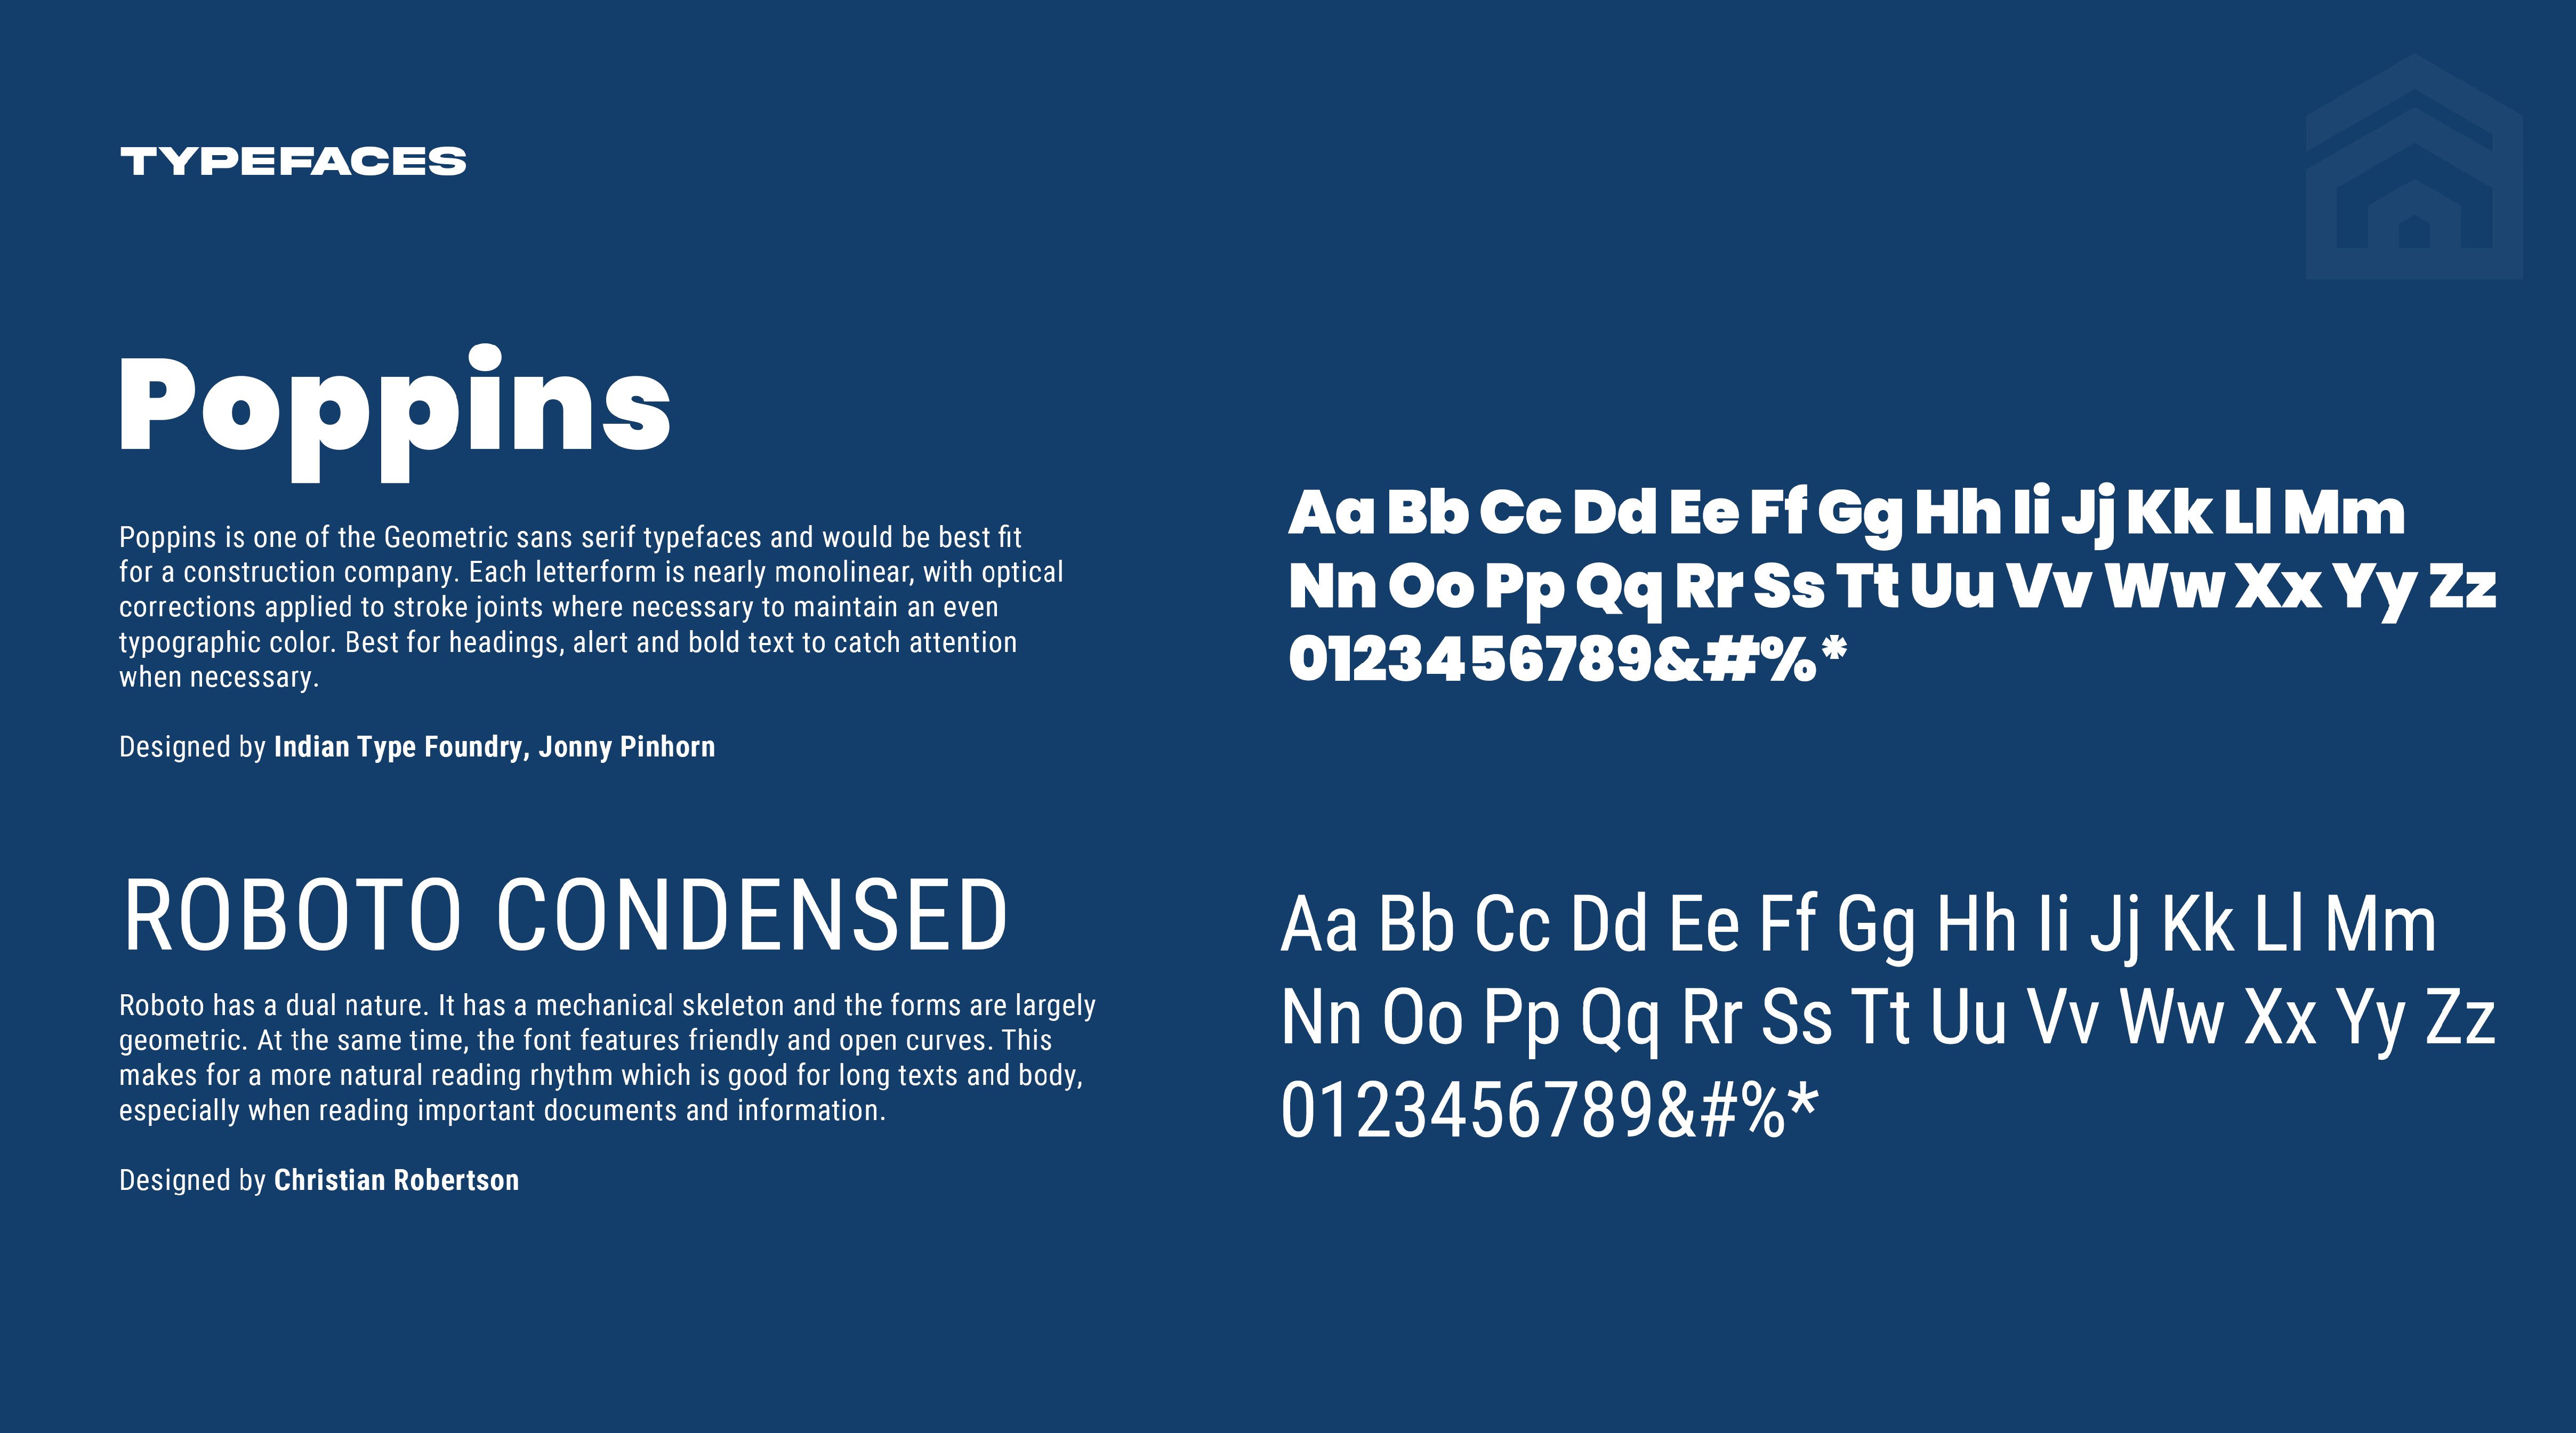 TYPEFACES
Poppins
Poppins is one of the Geometric sans serif typefaces and would be best fit
for a construction company. Each letterform is nearly monolinear, with optical
corrections applied to stroke joints where necessary to maintain an even
typographic color. Best for headings, alert and bold text to catch attention
when necessary.
Designed by Indian Type Foundry, Jonny Pinhorn
Aa Bb Cc Dd Ee Ff Gg Hh Ii Jj Kk Ll Mm
Nn Oo Pp Qq Rr Ss Tt Uu Vv Ww Xx Yy Zz
0123456789&#%*
ROBOTO CONDENSED
Roboto has a dual nature. It has a mechanical skeleton and the forms are largely
geometric. At the same time, the font features friendly and open curves. This
makes for a more natural reading rhythm which is good for long texts and body,
especially when reading important documents and information.
Designed by Christian Robertson
Aa Bb Cc Dd Ee Ff Gg Hh Ii Jj Kk Ll Mm
Nn Oo Pp Qq Rr Ss Tt Uu Vv Ww Xx Yy Zz
0123456789&#%*